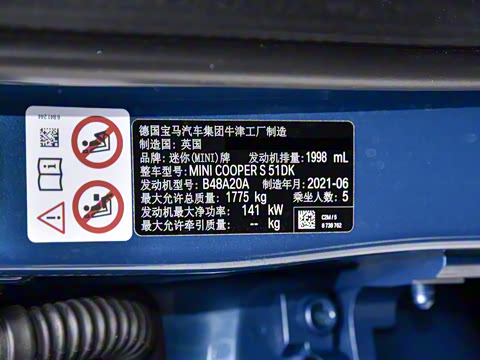 德国宝马汽车集团牛津工厂制造
制造国: 英国
品牌: 迷你(MINI)牌 发动机排量: 1998 mL
整车型号: MINI COOPER S 51DK
发动机型号: B48A20A 制造年月: 2021-06
最大允许总质量: 1775 kg 乘坐人数: 5
发动机最大净功率: 141 kW
最大允许牵引质量: -- kg
CZM / 5